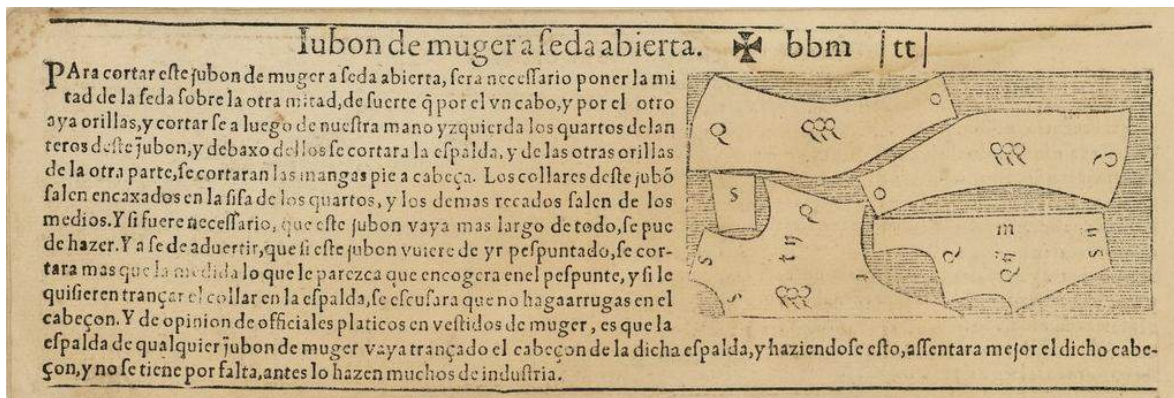 Iubon de muger a seda abierta. ✠ bbm |tt|
PAra cortar este jubon de muger a seda abierta, sera necessario poner la mi
tad de la seda sobre la otra mitad, de suerte q̃ por el vn cabo, y por el otro
aya orillas, y cortar se a luego de nuestra mano yzquierda los quartos delan
teros deste jubon, y debaxo dellos se cortara la espalda, y de las otras orillas
de la otra parte, se cortaran las mangas pie a cabeça. Los collares deste jubõ
salen encaxados en la sisa de los quartos, y los demas recados salen de los
medios. Y si fuere necessario, que este jubon vaya mas largo de todo, se pue
de hazer. Y a se de aduertir, que si este jubon vuiere de yr pespuntado, se cor-
tara mas que la medida lo que le parezca que encogera enel pespunte, y si le
quisieren trançar el collar en la espalda, se escusara que no hagaarrugas en el
cabeçon. Y de opinion de officiales platicos en vestidos de muger, es que la
espalda de qualquier jubon de muger vaya trançado el cabeçon de la dicha espalda, y haziendose esto, assentara mejor el dicho cabe-
çon, y no se tiene por falta, antes lo hazen muchos de industria.
s
m
s
s